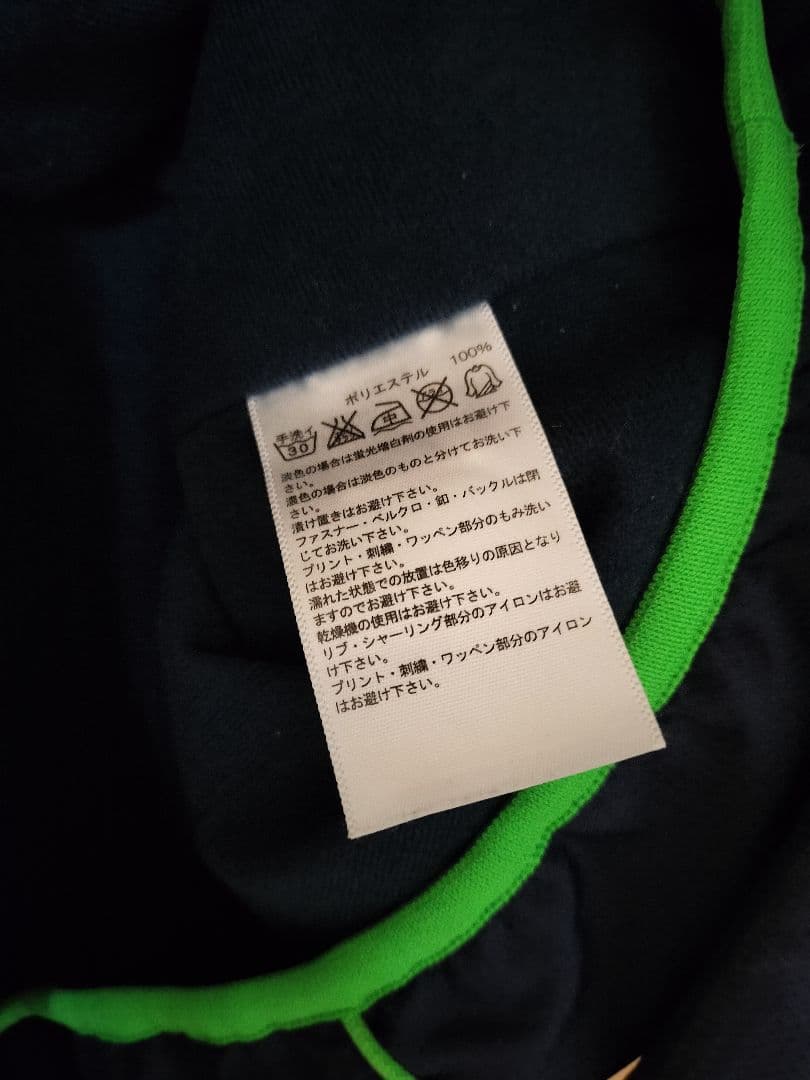 ポリエステル 100%
手洗イ
30
中
淡色の場合は蛍光増白剤の使用はお避け下
さい。
濃色の場合は淡色のものと分けてお洗い下
さい。
漬け置きはお避け下さい。
ファスナー・ベルクロ・釦・バックルは閉
じてお洗い下さい。
プリント・刺繍・ワッペン部分のもみ洗い
はお避け下さい。
濡れた状態での放置は色移りの原因となり
ますのでお避け下さい。
乾燥機の使用はお避け下さい。
リブ・シャーリング部分のアイロンはお避
け下さい。
プリント・刺繍・ワッペン部分のアイロン
はお避け下さい。